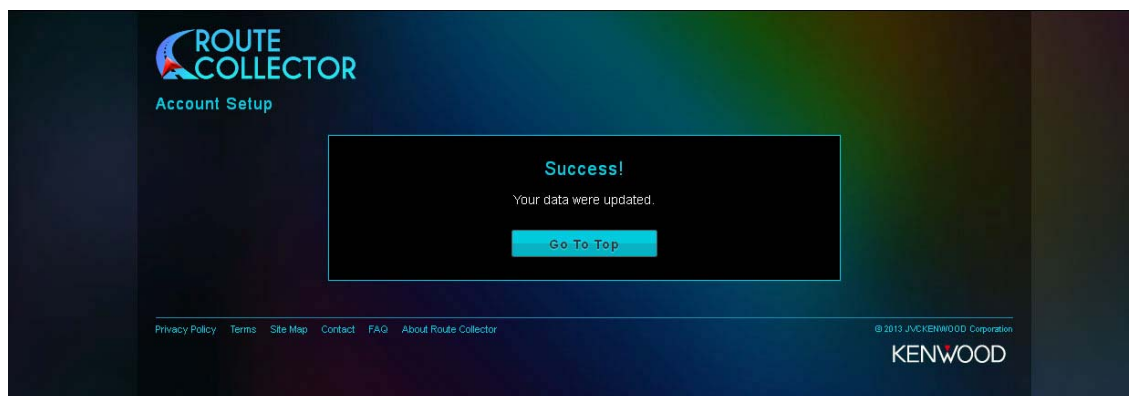 ROUTE
COLLECTOR
Account Setup
Success!
Your data were updated.
Go To Top
Privacy Policy Terms Site Map Contact FAQ About Route Collector
© 2013 JVCKENWOOD Corporation
KENWOOD